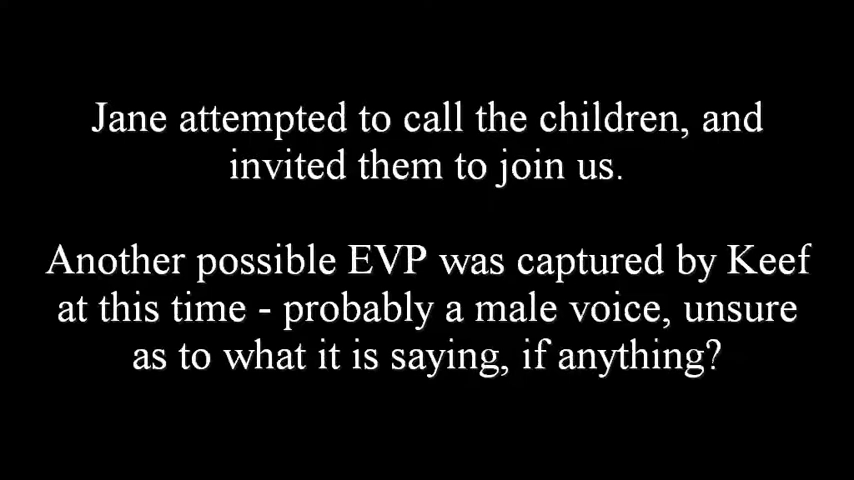 Jane attempted to call the children, and
invited them to join us.
Another possible EVP was captured by Keef
at this time - probably a male voice, unsure
as to what it is saying, if anything?